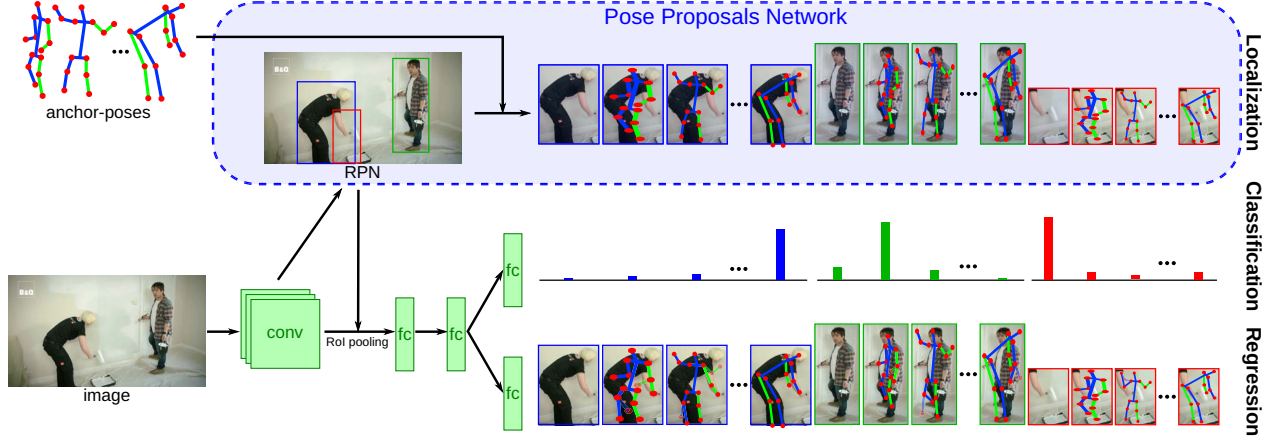 Pose Proposals Network
B&Q
...
...
...
...
anchor-poses
RPN
Localization
Classification
...
...
...
fc
B&Q
conv
RoI pooling
fc
fc
fc
image
...
...
...
Regression